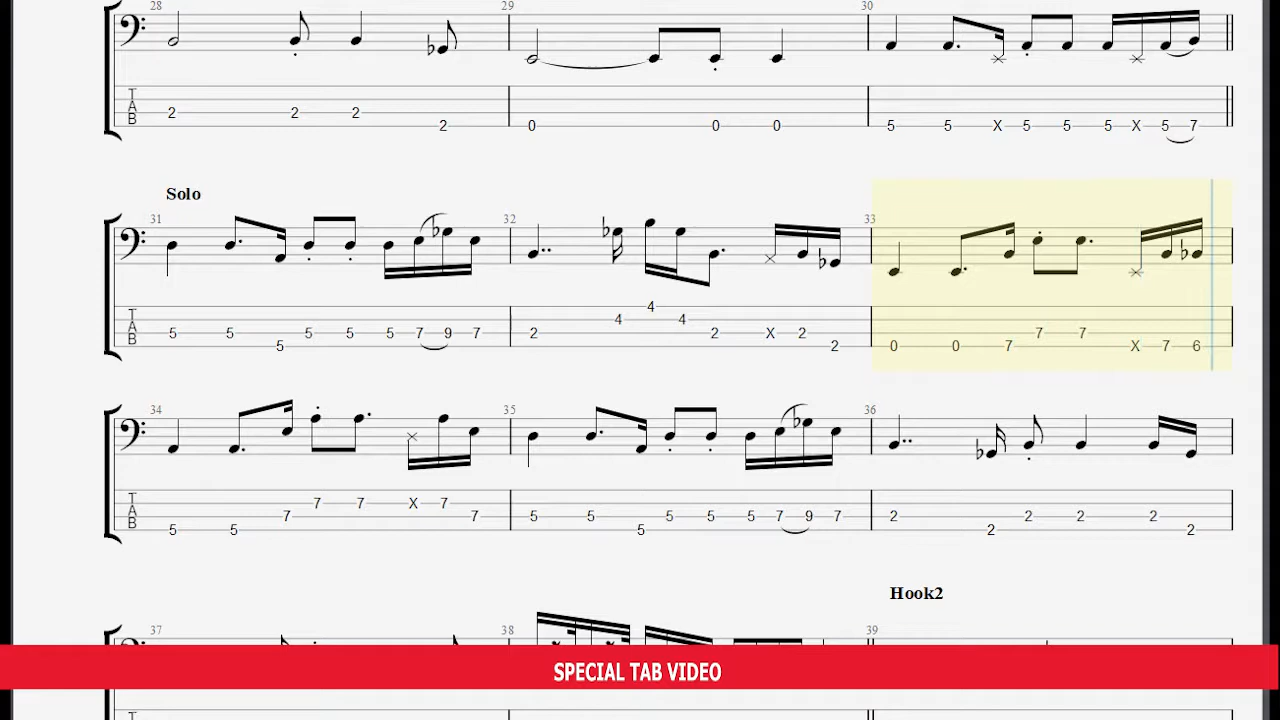 28 29 30
T A B 2 2 2 2 0 0 0 5 5 X 5 5 5 X 5 7
Solo
31 32 33
T A B 5 5 5 5 5 5 7 9 7 2 4 4 4 2 X 2 2 0 0 7 7 7 X 7 6
34 35 36
T A B 5 5 7 7 7 X 7 7 5 5 5 5 5 5 7 9 7 2 2 2 2 2 2
Hook2
37 38 39
SPECIAL TAB VIDEO